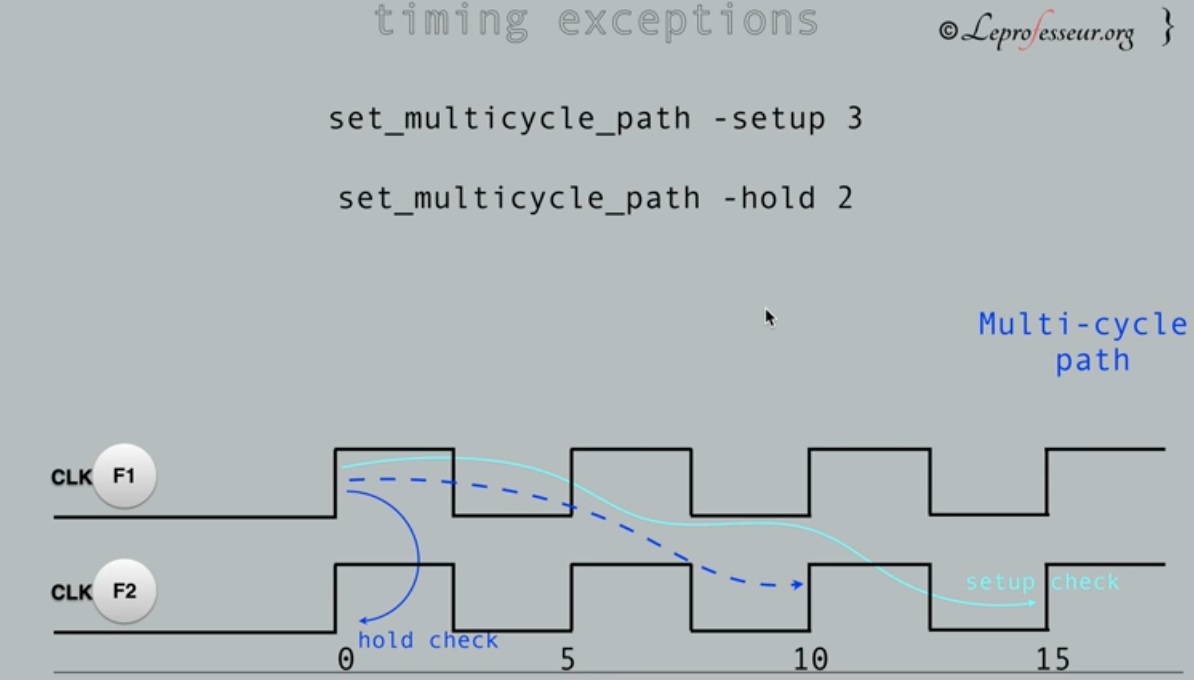 timing exceptions
© Leprofesseur.org }
set_multicycle_path -setup 3
set_multicycle_path -hold 2
Multi-cycle
path
CLK F1
CLK F2
setup check
hold check
0 5 10 15